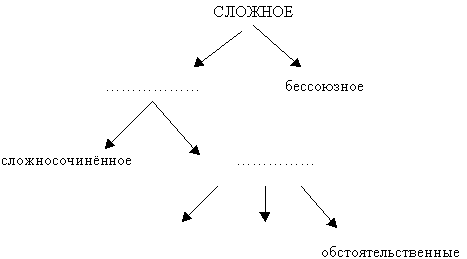 СЛОЖНОЕ
……………… бессоюзное
сложносочинённое ……………
обстоятельственные